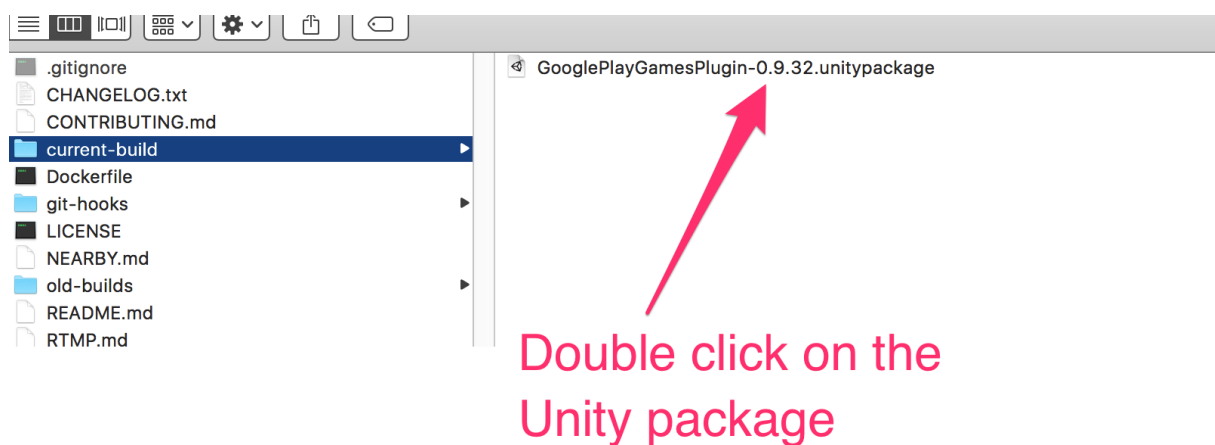 .gitignore
CHANGELOG.txt
CONTRIBUTING.md
current-build
Dockerfile
git-hooks
LICENSE
NEARBY.md
old-builds
README.md
RTMP.md
GooglePlayGamesPlugin-0.9.32.unitypackage
Double click on the
Unity package